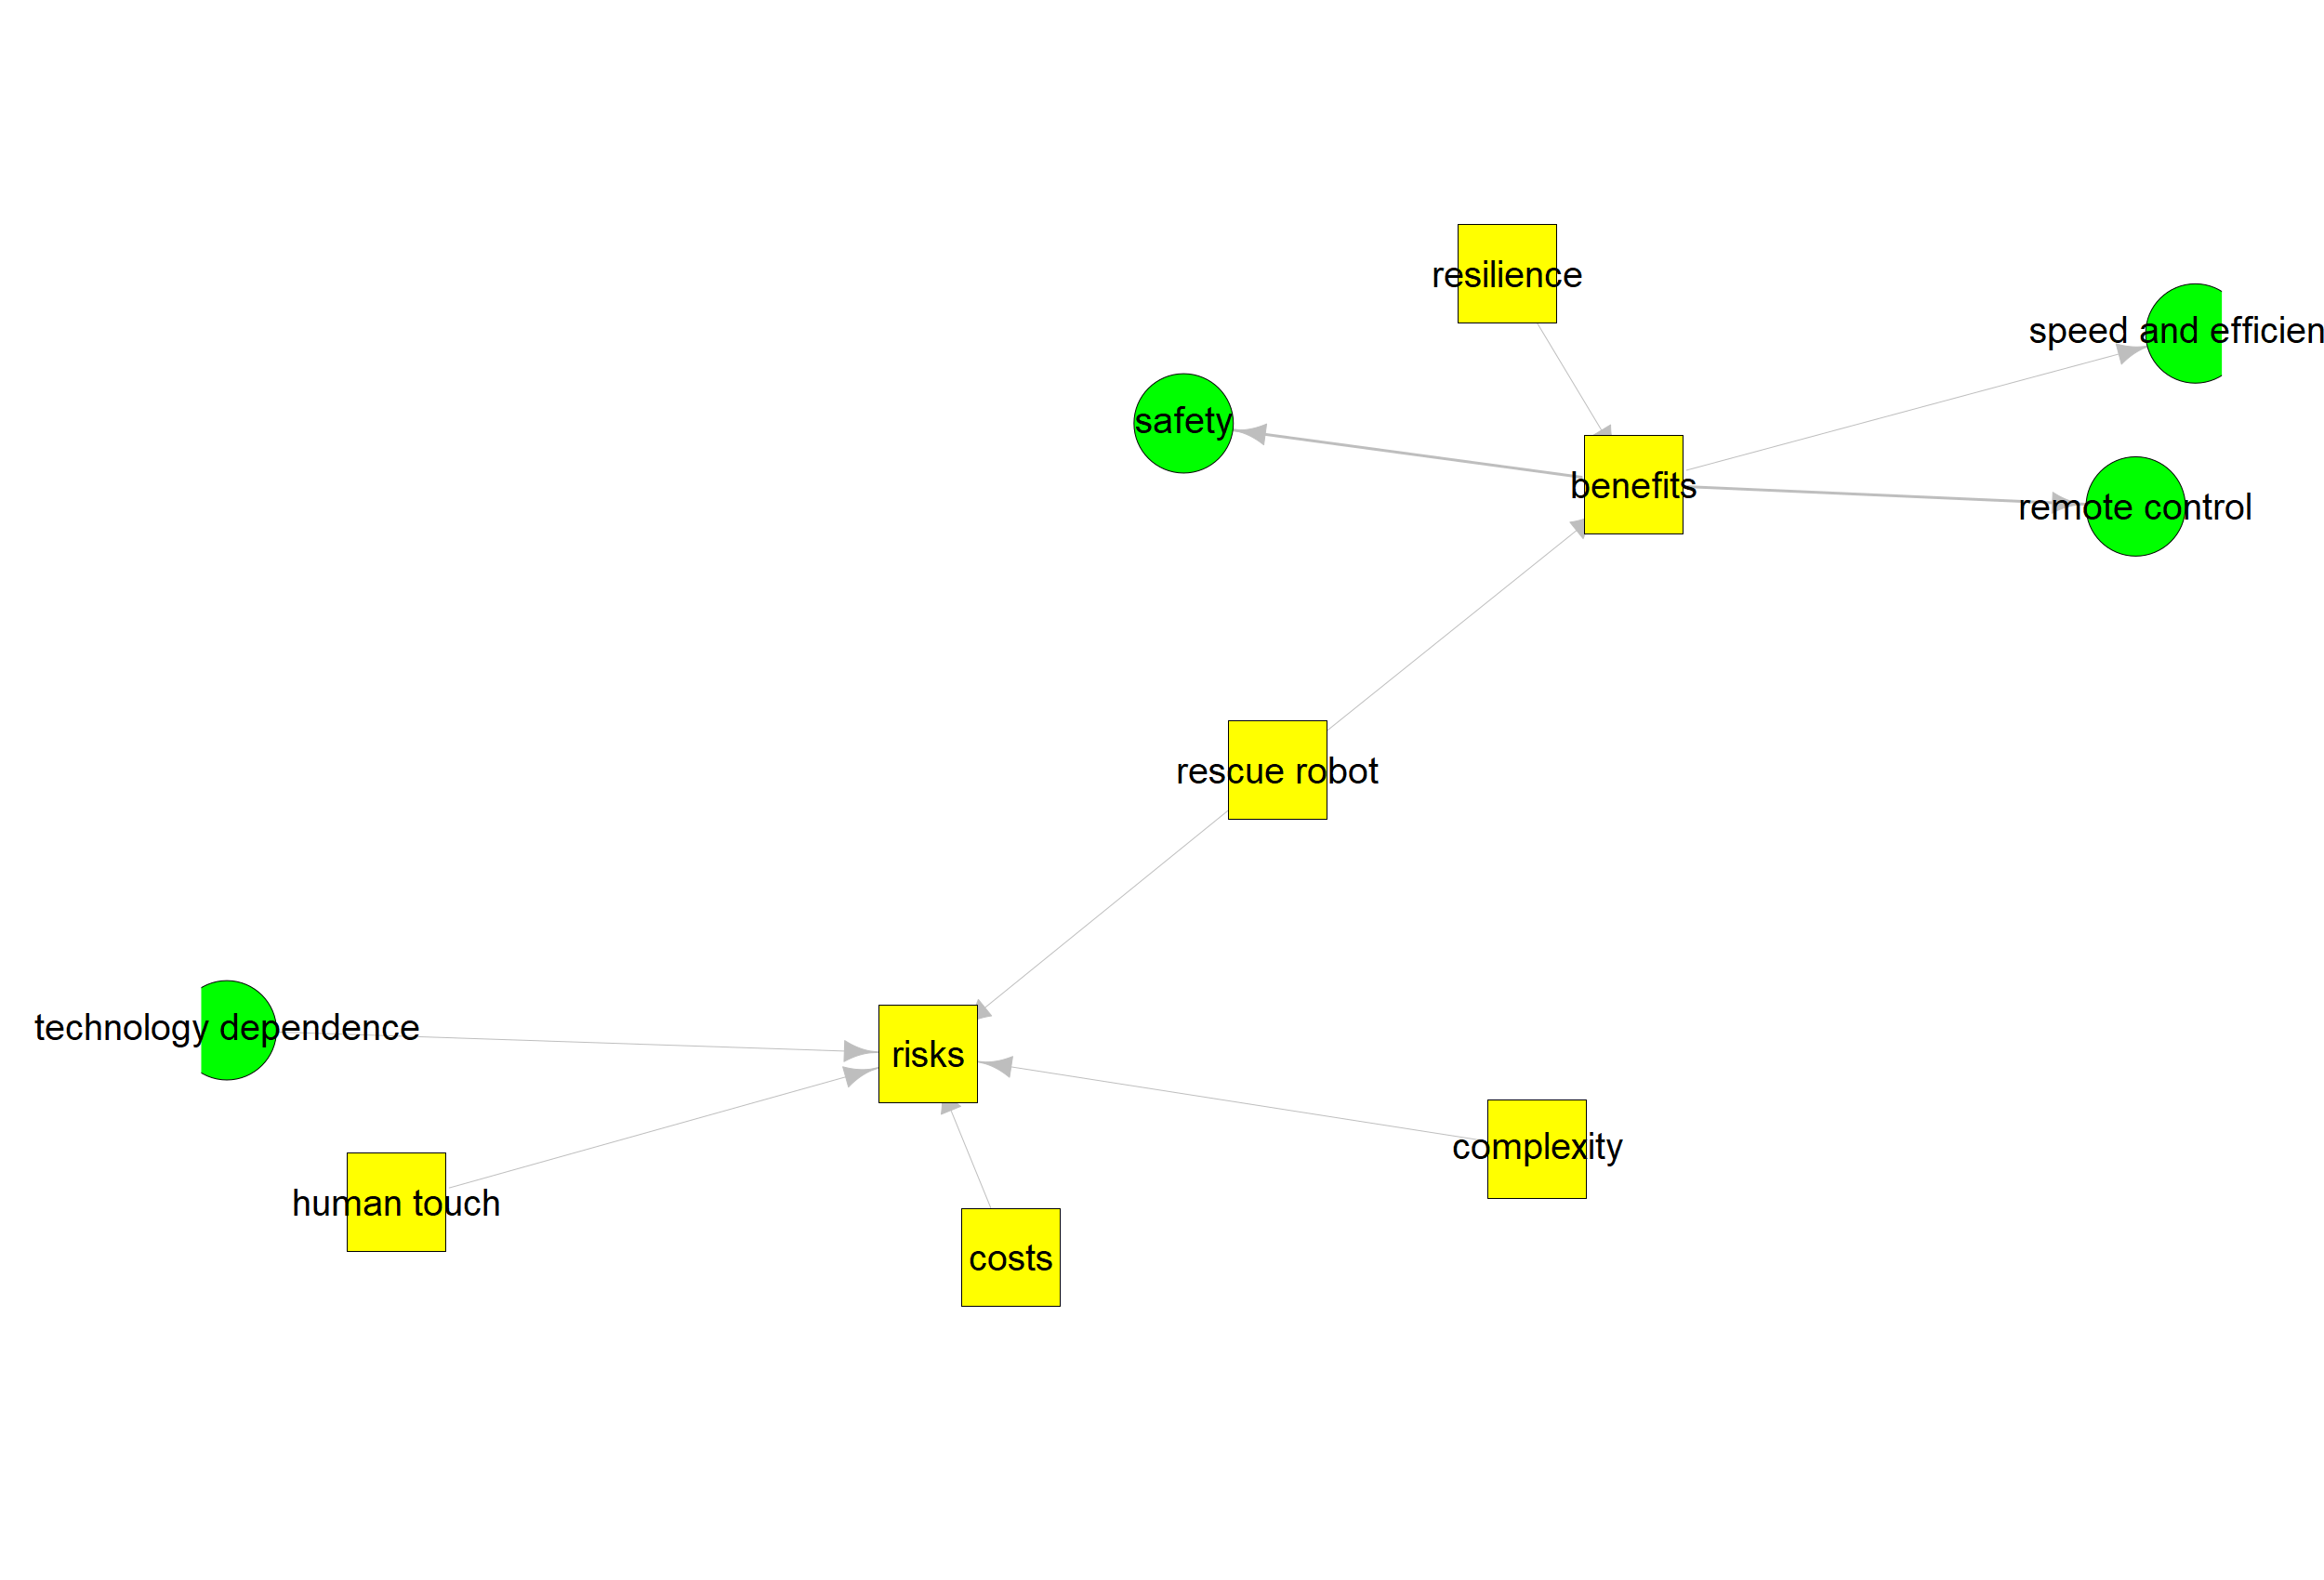 resilience
speed and efficien
safety
benefits
remote control
rescue robot
technology dependence
risks
complexity
human touch
costs